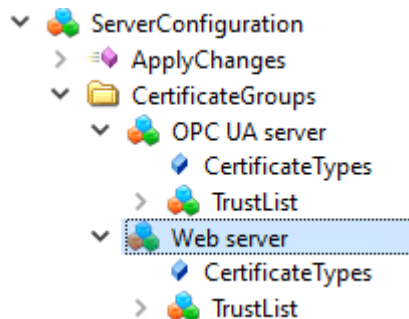 ServerConfiguration
ApplyChanges
CertificateGroups
OPC UA server
CertificateTypes
TrustList
Web server
CertificateTypes
TrustList